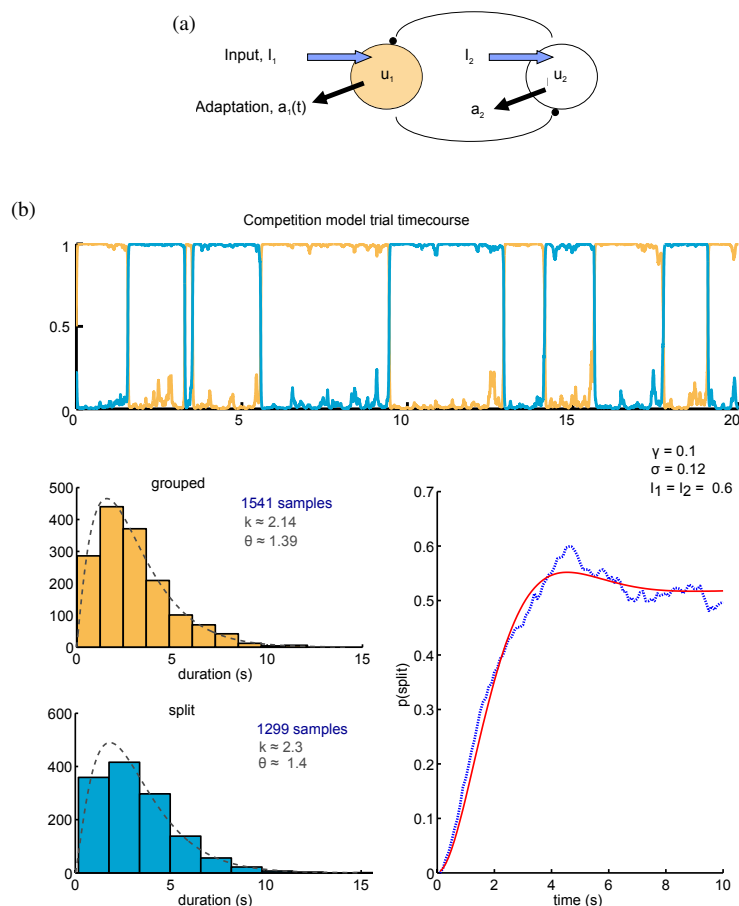 (a)
Input, I₁
I₂
u₁
u₂
Adaptation, a₁(t)
a₂
(b)
Competition model trial timecourse
1
0.5
0
0 5 10 15 20
γ = 0.1
σ = 0.12
I₁ = I₂ = 0.6
grouped
1541 samples
k ≈ 2.14
θ ≈ 1.39
500
400
300
200
100
0
0 5 10 15
duration (s)
split
1299 samples
k ≈ 2.3
θ ≈ 1.4
600
400
200
0
0 5 10 15
duration (s)
0.7
0.6
0.5
0.4
0.3
0.2
0.1
0
p(split)
0 2 4 6 8 10
time (s)